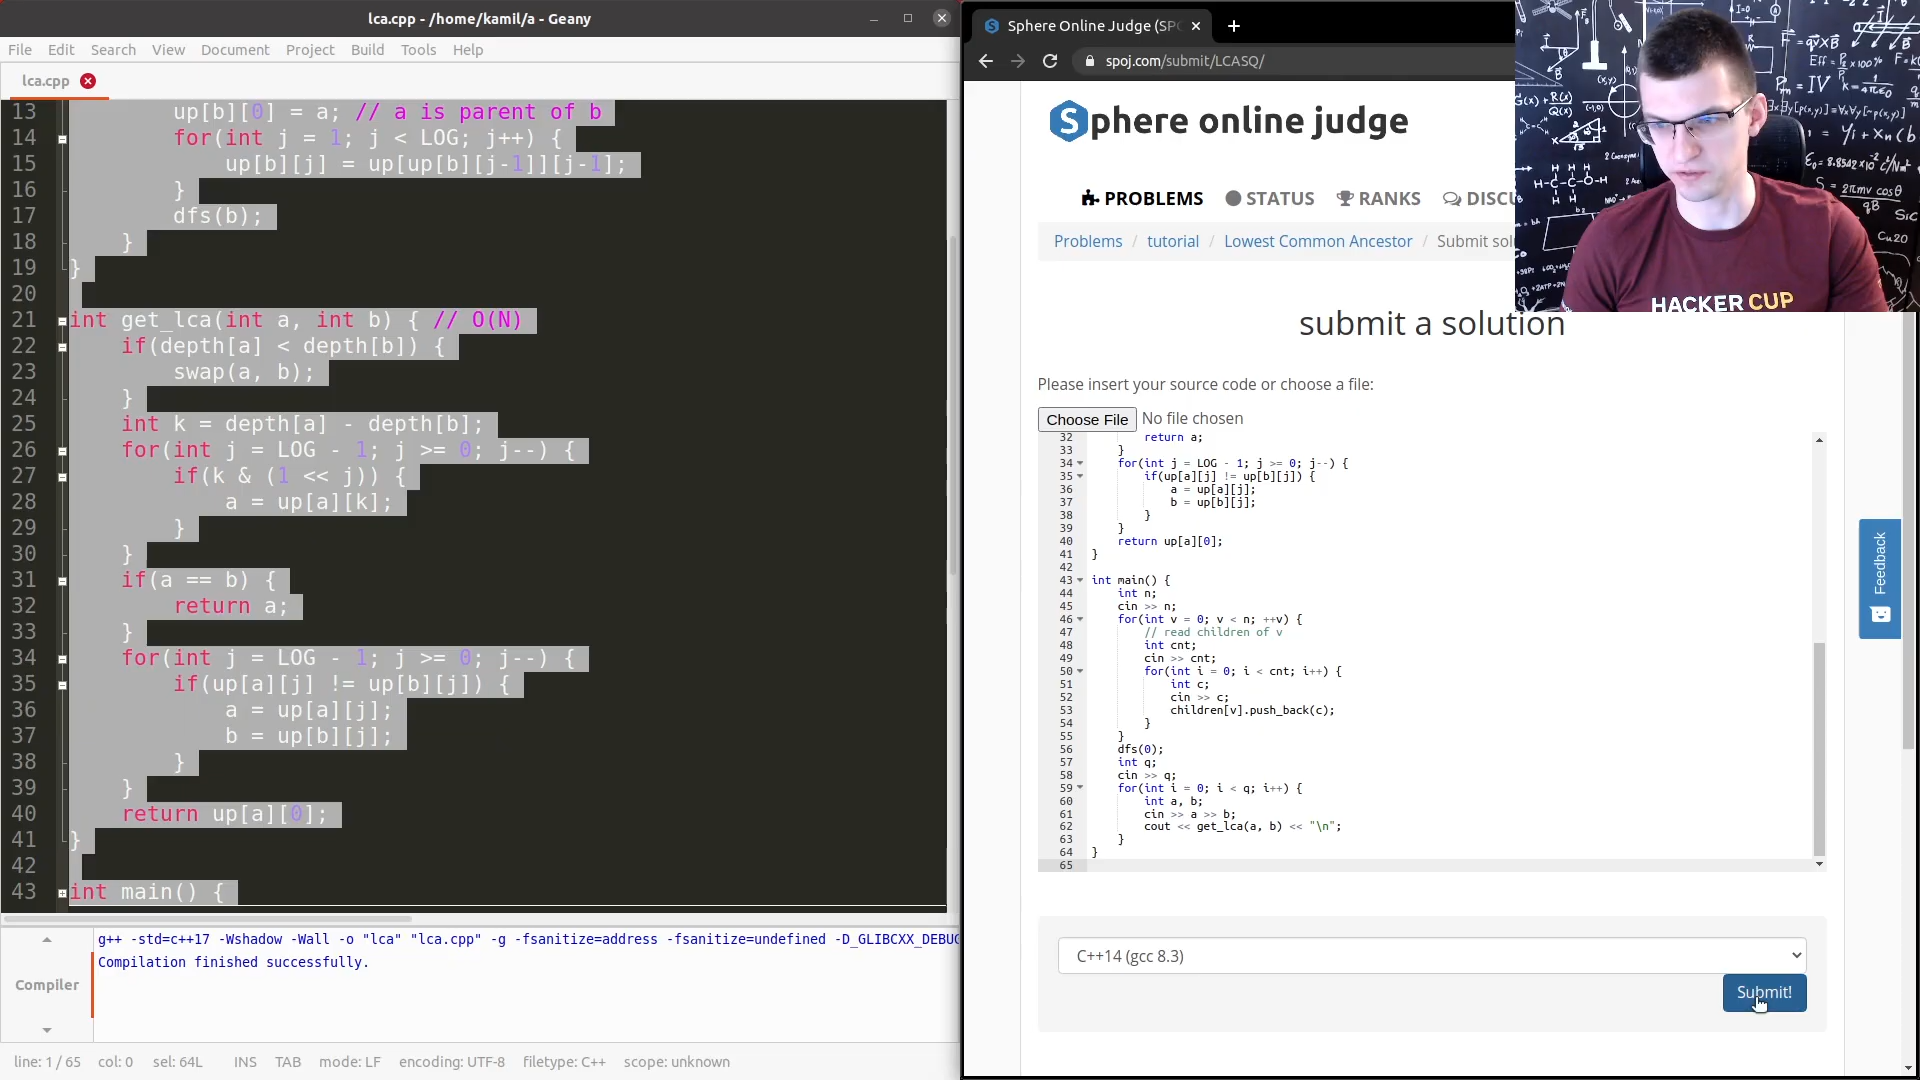 lca.cpp - /home/kamil/a - Geany
File Edit Search View Document Project Build Tools Help
lca.cpp
13 up[b][0] = a; // a is parent of b
14 for(int j = 1; j < LOG; j++) {
15 up[b][j] = up[up[b][j-1]][j-1];
16 }
17 dfs(b);
18 }
19 }
20
21 int get_lca(int a, int b) { // O(N)
22 if(depth[a] < depth[b]) {
23 swap(a, b);
24 }
25 int k = depth[a] - depth[b];
26 for(int j = LOG - 1; j >= 0; j--) {
27 if(k & (1 << j)) {
28 a = up[a][k];
29 }
30 }
31 if(a == b) {
32 return a;
33 }
34 for(int j = LOG - 1; j >= 0; j--) {
35 if(up[a][j] != up[b][j]) {
36 a = up[a][j];
37 b = up[b][j];
38 }
39 }
40 return up[a][0];
41 }
42
43 int main() {
g++ -std=c++17 -Wshadow -Wall -o "lca" "lca.cpp" -g -fsanitize=address -fsanitize=undefined -D_GLIBCXX_DEBUG
Compilation finished successfully.
Compiler
line: 1 / 65 col: 0 sel: 64L INS TAB mode: LF encoding: UTF-8 filetype: C++ scope: unknown
Sphere Online Judge (SPO
spoj.com/submit/LCASQ/
Sphere online judge
PROBLEMS STATUS RANKS DISCU
Problems / tutorial / Lowest Common Ancestor / Submit sol
HACKER CUP
submit a solution
Please insert your source code or choose a file:
Choose File No file chosen
32 return a;
33 }
34 for(int j = LOG - 1; j >= 0; j--) {
35 if(up[a][j] != up[b][j]) {
36 a = up[a][j];
37 b = up[b][j];
38 }
39 }
40 return up[a][0];
41 }
42
43 int main() {
44 int n;
45 cin >> n;
46 for(int v = 0; v < n; ++v) {
47 // read children of v
48 int cnt;
49 cin >> cnt;
50 for(int i = 0; i < cnt; i++) {
51 int c;
52 cin >> c;
53 children[v].push_back(c);
54 }
55 }
56 dfs(0);
57 int q;
58 cin >> q;
59 for(int i = 0; i < q; i++) {
60 int a, b;
61 cin >> a >> b;
62 cout << get_lca(a, b) << "\n";
63 }
64 }
65
C++14 (gcc 8.3)
Submit!
Feedback